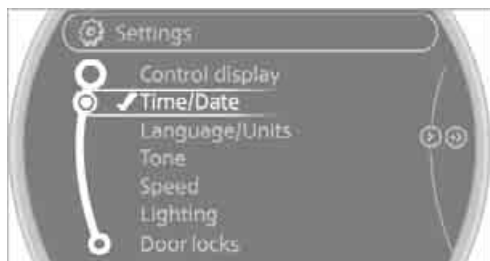 Settings
Control display
Time/Date
Language/Units
Tone
Speed
Lighting
Door locks